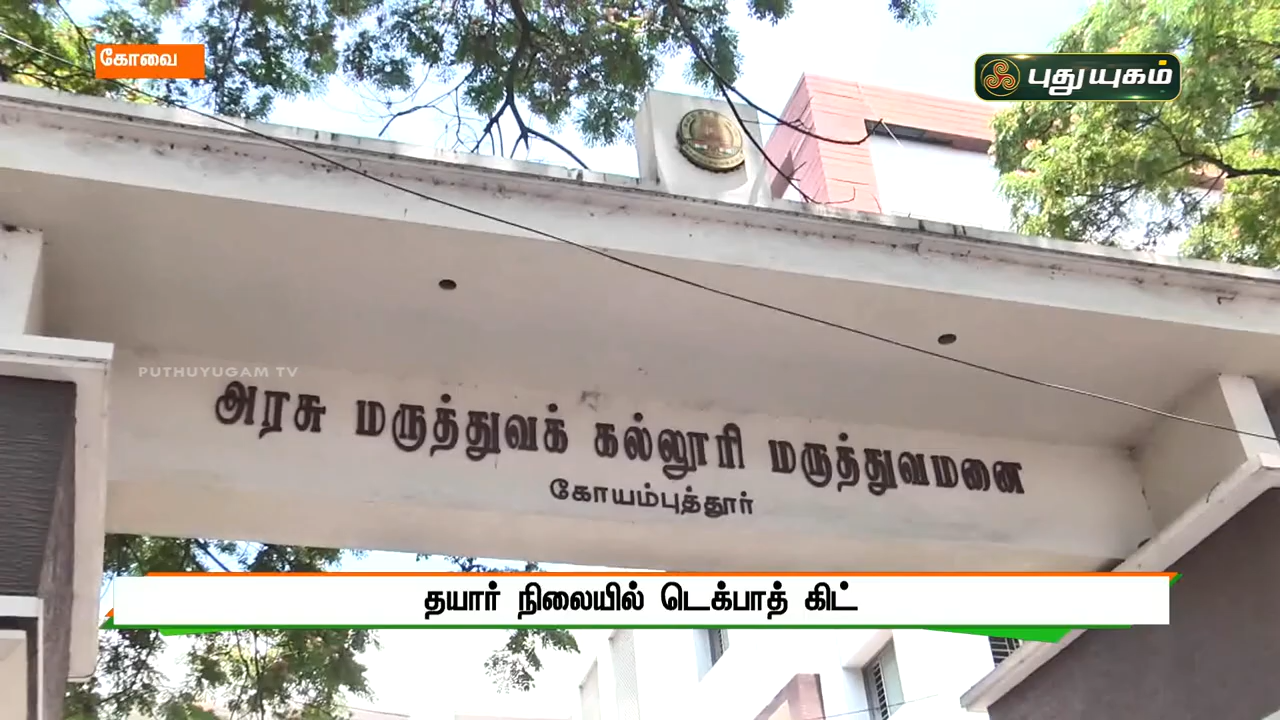 கோவை
புதுயுகம்
PUTHUYUGAM TV
அரசு மருத்துவக் கல்லூரி மருத்துவமனை
கோயம்புத்தூர்
தயார் நிலையில் டெக்பாத் கிட்